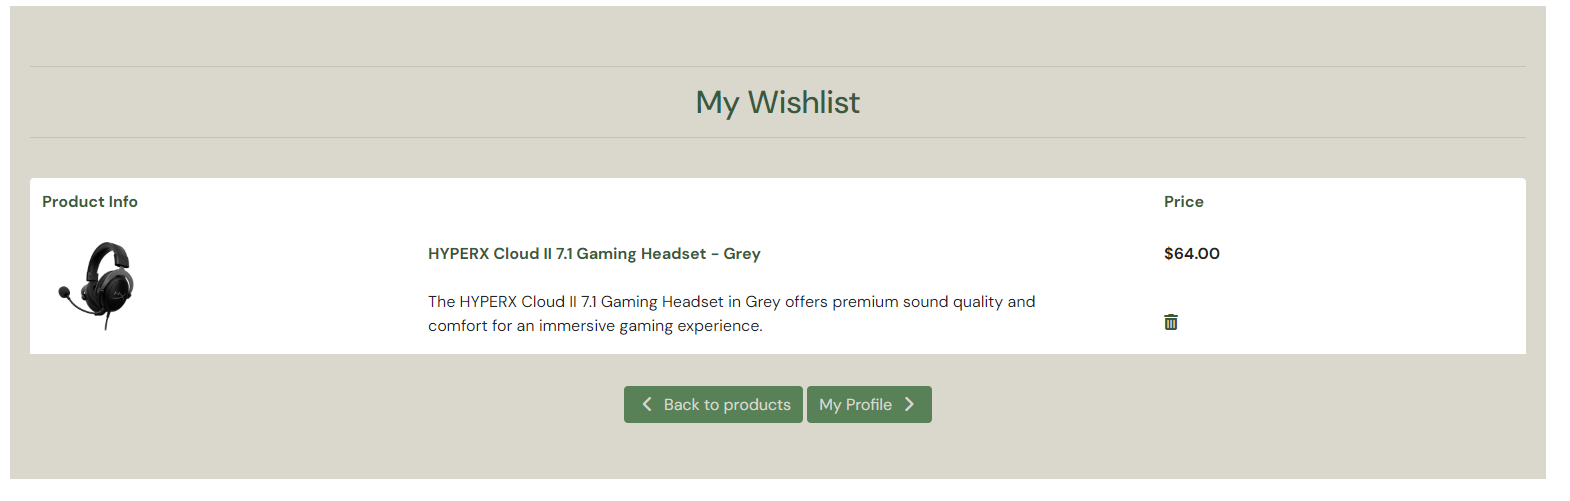 My Wishlist
Product Info
Price
HYPERX Cloud II 7.1 Gaming Headset - Grey
$64.00
The HYPERX Cloud II 7.1 Gaming Headset in Grey offers premium sound quality and
comfort for an immersive gaming experience.
Back to products
My Profile